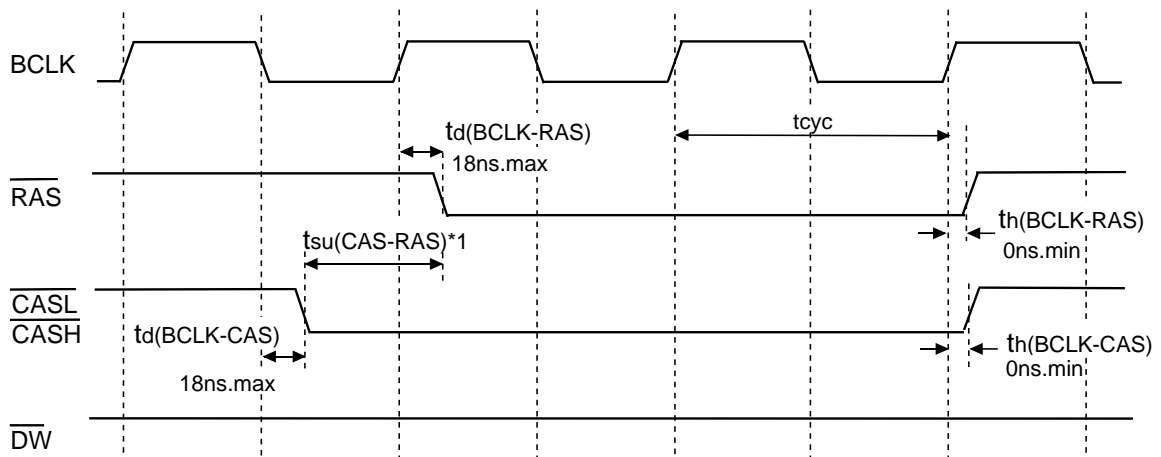 BCLK
td(BCLK-RAS)
18ns.max
tcyc
RAS
tsu(CAS-RAS)*1
th(BCLK-RAS)
0ns.min
CASL
CASH
td(BCLK-CAS)
18ns.max
th(BCLK-CAS)
0ns.min
DW